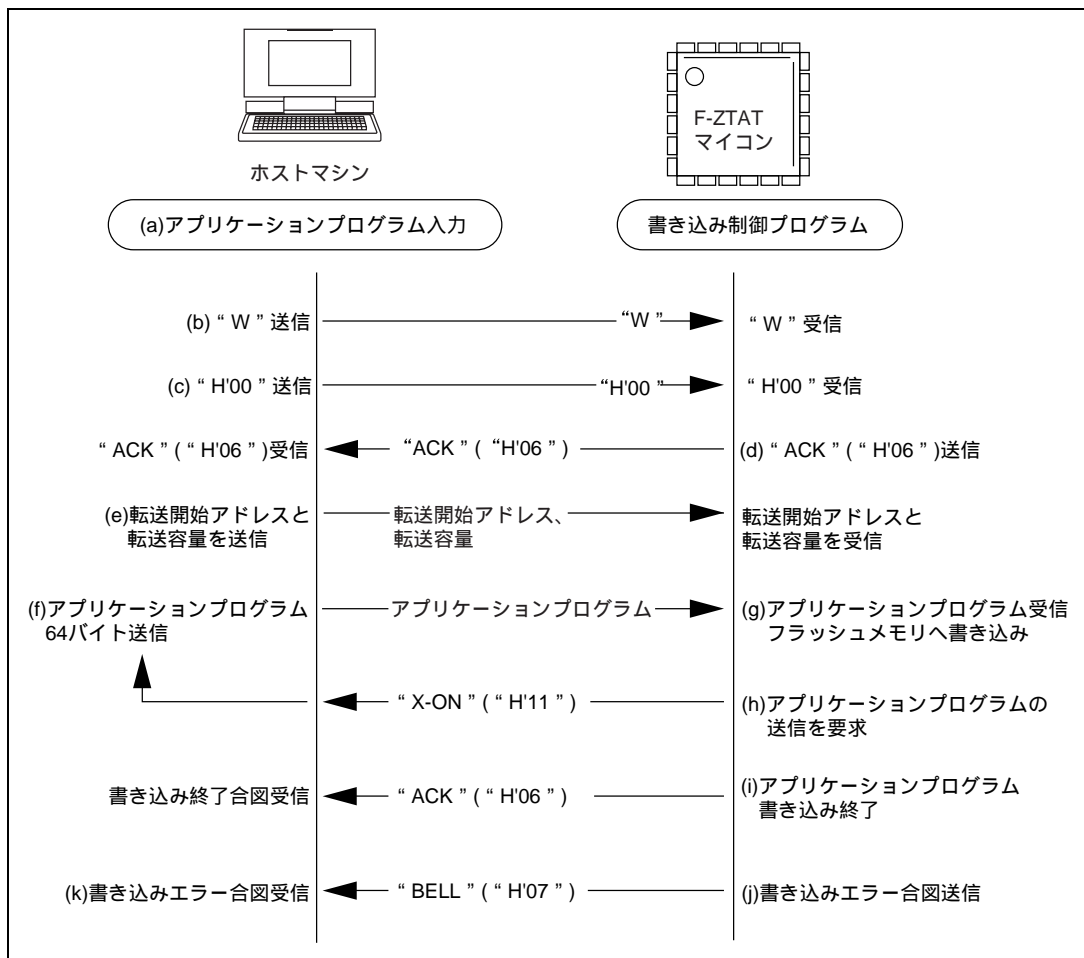 F-ZTAT
マイコン
ホストマシン
(a)アプリケーションプログラム入力
書き込み制御プログラム
(b) “ W ” 送信
“W ”
“ W ” 受信
(c) “ H'00 ” 送信
“H'00 ”
“ H'00 ” 受信
“ ACK ” ( “ H'06 ” )受信
“ACK ” ( “H'06 ” )
(d) “ ACK ” ( “ H'06 ” )送信
(e)転送開始アドレスと
転送容量を送信
転送開始アドレス、
転送容量
転送開始アドレスと
転送容量を受信
(f)アプリケーションプログラム
64バイト送信
アプリケーションプログラム
(g)アプリケーションプログラム受信
フラッシュメモリへ書き込み
“ X-ON ” ( “ H'11 ” )
(h)アプリケーションプログラムの
送信を要求
書き込み終了合図受信
“ ACK ” ( “ H'06 ” )
(i)アプリケーションプログラム
書き込み終了
(k)書き込みエラー合図受信
“ BELL ” ( “ H'07 ” )
(j)書き込みエラー合図送信